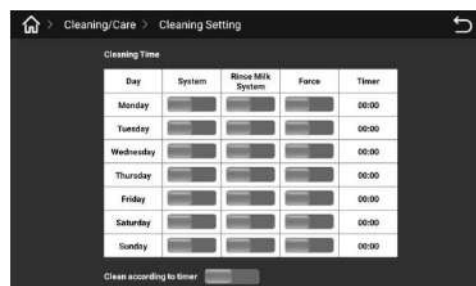 > Cleaning/Care > Cleaning Setting
Cleaning Time
Day System Rinse Milk System Force Timer
Monday 00:00
Tuesday 00:00
Wednesday 00:00
Thursday 00:00
Friday 00:00
Saturday 00:00
Sunday 00:00
Clean according to timer